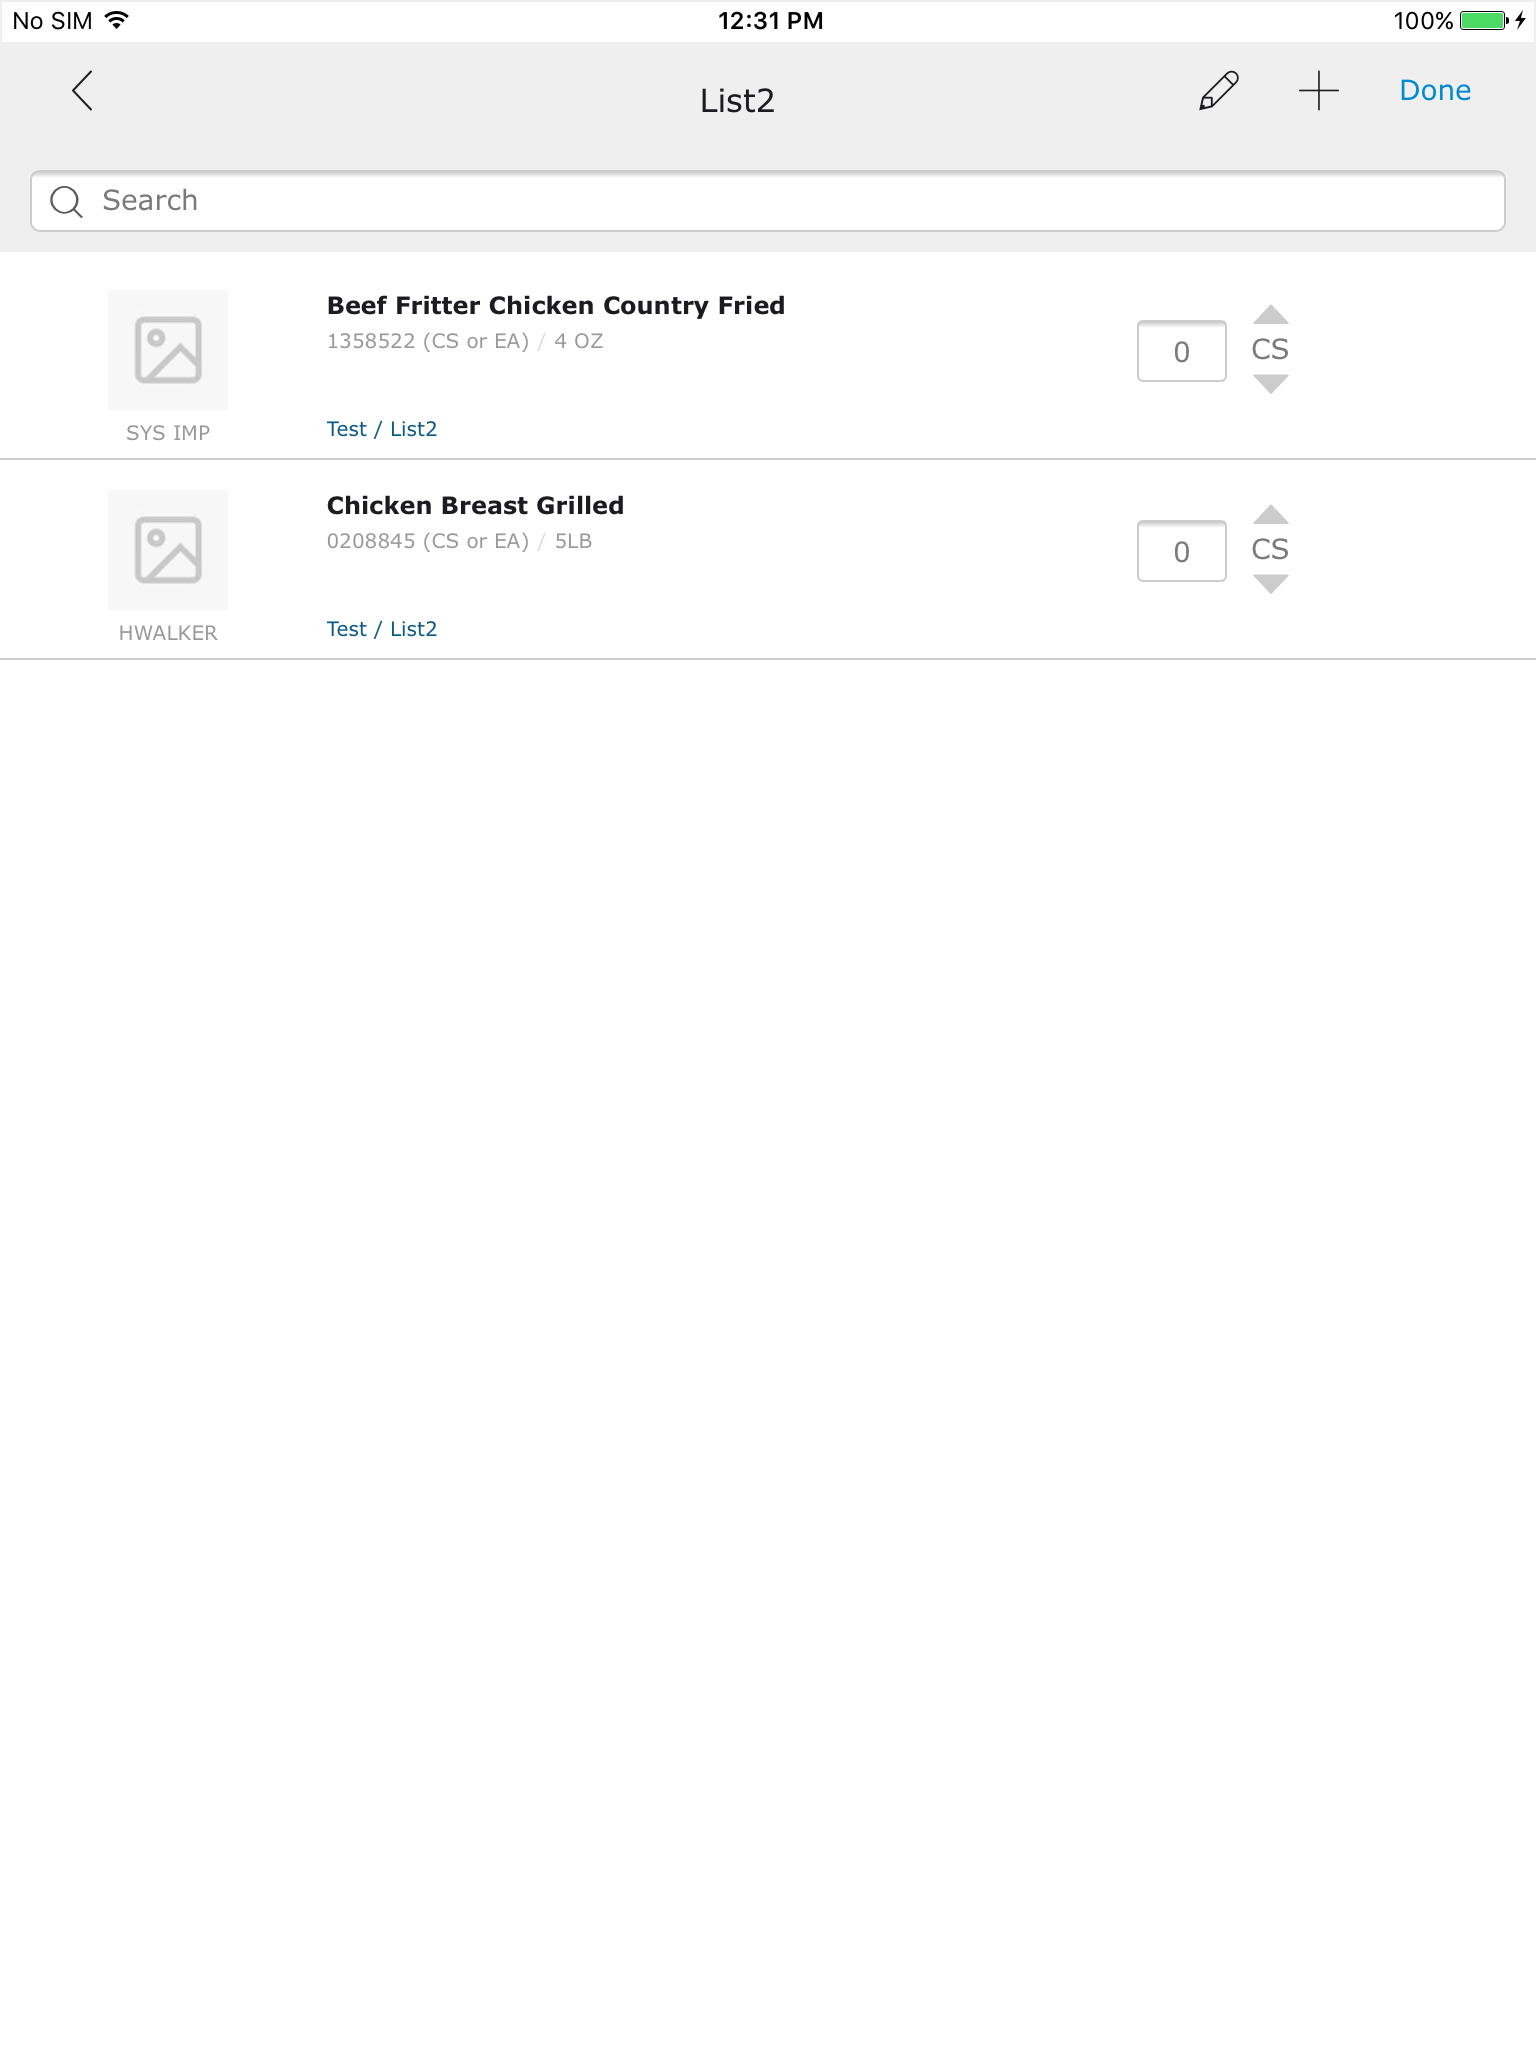 No SIM 12:31 PM 100%
List2 Done
Search
Beef Fritter Chicken Country Fried
1358522 (CS or EA) / 4 OZ
0 CS
SYS IMP Test / List2
Chicken Breast Grilled
0208845 (CS or EA) / 5LB
0 CS
HWALKER Test / List2